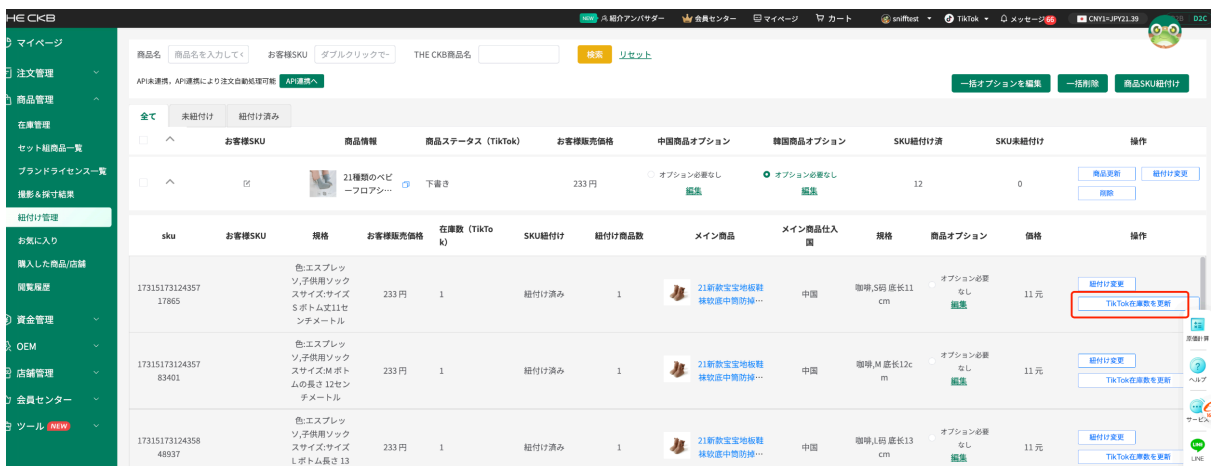 HE CKB
NEW 紹介アンバサダー 会員センター マイページ カート snifftest TikTok メッセージ66 CNY1=JPY21.39 B2B D2C
マイページ
注文管理
商品管理
在庫管理
セット組商品一覧
ブランドライセンス一覧
撮影&採寸結果
紐付け管理
お気に入り
購入した商品/店舗
閲覧履歴
資金管理
OEM
店舗管理
会員センター
ツール NEW
商品名 商品名を入力して< お客様SKU ダブルクリックで- THE CKB商品名 検索 リセット
API未連携，API連携により注文自動処理可能 API連携へ
一括オプションを編集 一括削除 商品SKU紐付け
全て 未紐付け 紐付け済み
お客様SKU 商品情報 商品ステータス（TikTok） お客様販売価格 中国商品オプション 韓国商品オプション SKU紐付け済 SKU未紐付け 操作
21種類のベビ
ーフロアシ…
下書き 233 円 オプション必要なし オプション必要なし 12 0
編集 編集
商品更新 紐付け変更
削除
sku お客様SKU 規格 お客様販売価格 在庫数（TikTo
k） SKU紐付け 紐付け商品数 メイン商品 メイン商品仕入
国 規格 商品オプション 価格 操作
17315173124357
17865
色:エスプレッ
ソ,子供用ソック
スサイズ:サイズ
S ボトム丈11セ
ンチメートル
233 円 1 紐付け済み 1
21新款宝宝地板鞋
袜软底中筒防掉…
中国
咖啡,S码 底长11
cm
オプション必要
なし
編集
11 元
紐付け変更
TikTok在庫数を更新
17315173124357
83401
色:エスプレッ
ソ,子供用ソック
スサイズ:M ボト
ムの長さ 12セン
チメートル
233 円 1 紐付け済み 1
21新款宝宝地板鞋
袜软底中筒防掉…
中国
咖啡,M 底长12c
m
オプション必要
なし
編集
11 元
紐付け変更
TikTok在庫数を更新
17315173124358
48937
色:エスプレッ
ソ,子供用ソック
スサイズ:サイズ
L ボトム長さ 13
233 円 1 紐付け済み 1
21新款宝宝地板鞋
袜软底中筒防掉…
中国
咖啡,L码 底长13
cm
オプション必要
なし
編集
11 元
紐付け変更
TikTok在庫数を更新
原価計算
ヘルプ
サービス
LINE
LINE